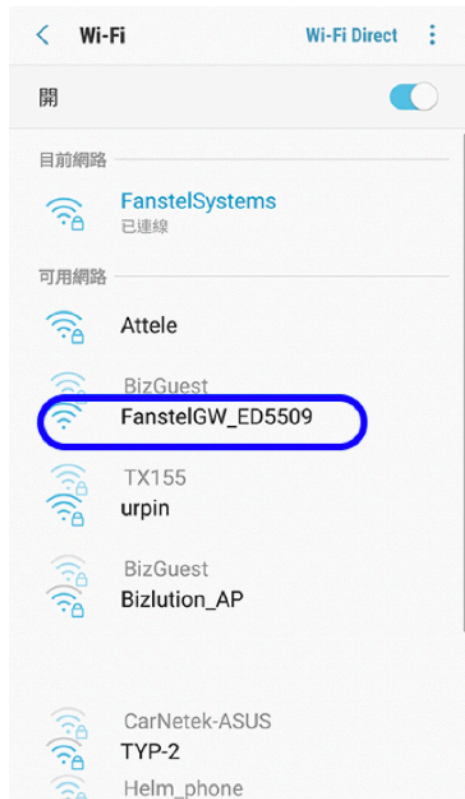 Wi-Fi
Wi-Fi Direct
開
目前網路
FanstelSystems
已連線
可用網路
Attele
BizGuest
FanstelGW_ED5509
TX155
urpin
BizGuest
Bizlution_AP
CarNetek-ASUS
TYP-2
Helm_phone